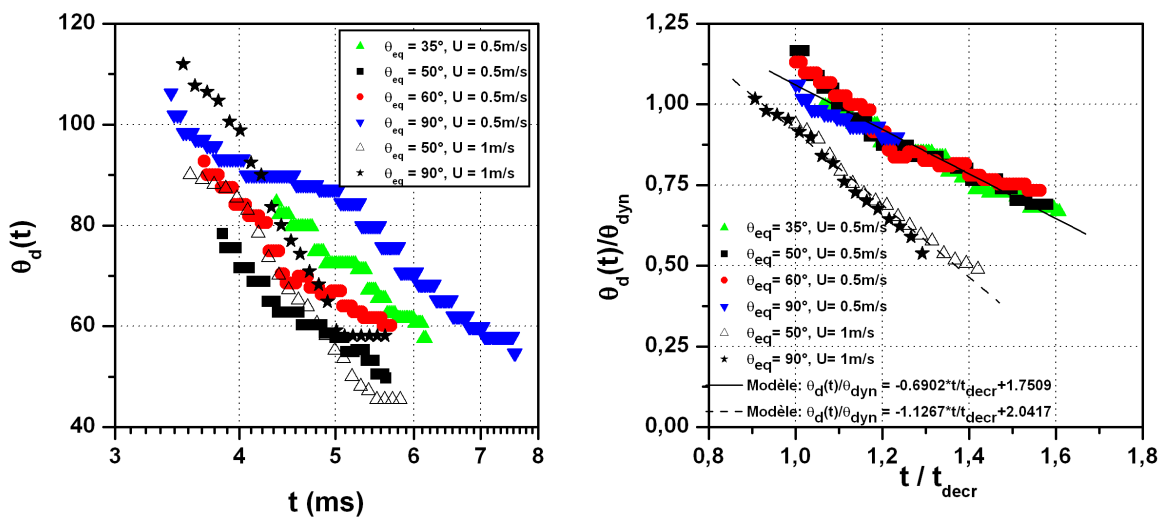 120
100
80
60
40
θd(t)
3
4
5
6
7
8
t (ms)
θeq = 35°, U = 0.5m/s
θeq = 50°, U = 0.5m/s
θeq = 60°, U = 0.5m/s
θeq = 90°, U = 0.5m/s
θeq = 50°, U = 1m/s
θeq = 90°, U = 1m/s
1,25
1,00
0,75
0,50
0,25
0,00
θd(t)/θdyn
θeq= 35°, U= 0.5m/s
θeq= 50°, U= 0.5m/s
θeq= 60°, U= 0.5m/s
θeq= 90°, U= 0.5m/s
θeq= 50°, U= 1m/s
θeq= 90°, U= 1m/s
Modèle: θd(t)/θdyn = -0.6902*t/tdecr+1.7509
Modèle: θd(t)/θdyn = -1.1267*t/tdecr+2.0417
0,8
1,0
1,2
1,4
1,6
1,8
t / tdecr